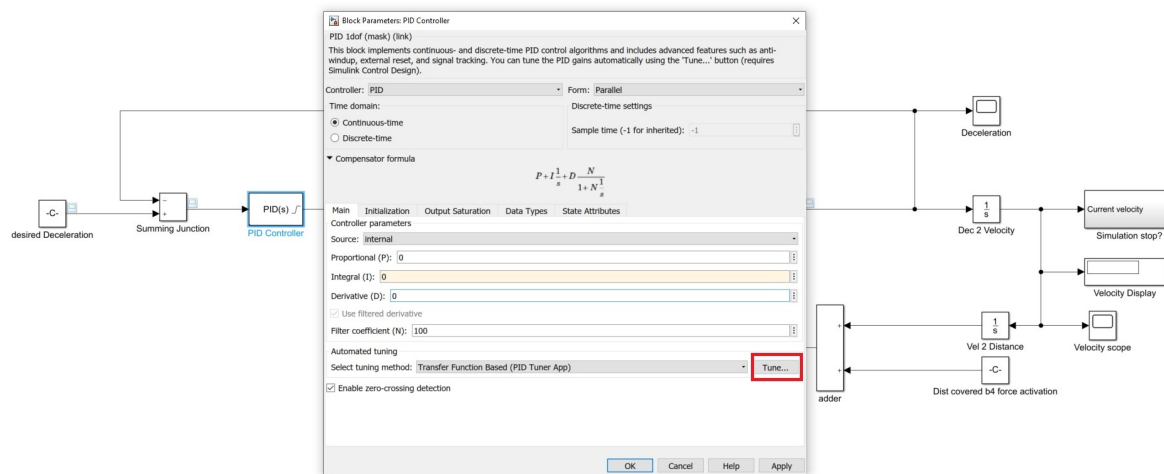 Block Parameters: PID Controller
PID 1dof (mask) (link)
This block implements continuous- and discrete-time PID control algorithms and includes advanced features such as anti-
windup, external reset, and signal tracking. You can tune the PID gains automatically using the 'Tune...' button (requires
Simulink Control Design).
Controller: PID
Form: Parallel
Time domain:
Discrete-time settings
Continuous-time
Discrete-time
Sample time (-1 for inherited): -1
Compensator formula
P+I 1/s +D N/(1+N 1/s)
Main Initialization Output Saturation Data Types State Attributes
Controller parameters
Source: internal
Proportional (P): 0
Integral (I): 0
Derivative (D): 0
Use filtered derivative
Filter coefficient (N): 100
Automated tuning
Select tuning method: Transfer Function Based (PID Tuner App)
Tune...
Enable zero-crossing detection
OK Cancel Help Apply
-C-
desired Deceleration
−
+
Summing Junction
PID(s)
PID Controller
Deceleration
1/s
Dec 2 Velocity
Current velocity
Simulation stop?
Velocity Display
Velocity scope
1/s
Vel 2 Distance
-C-
Dist covered b4 force activation
+
+
adder